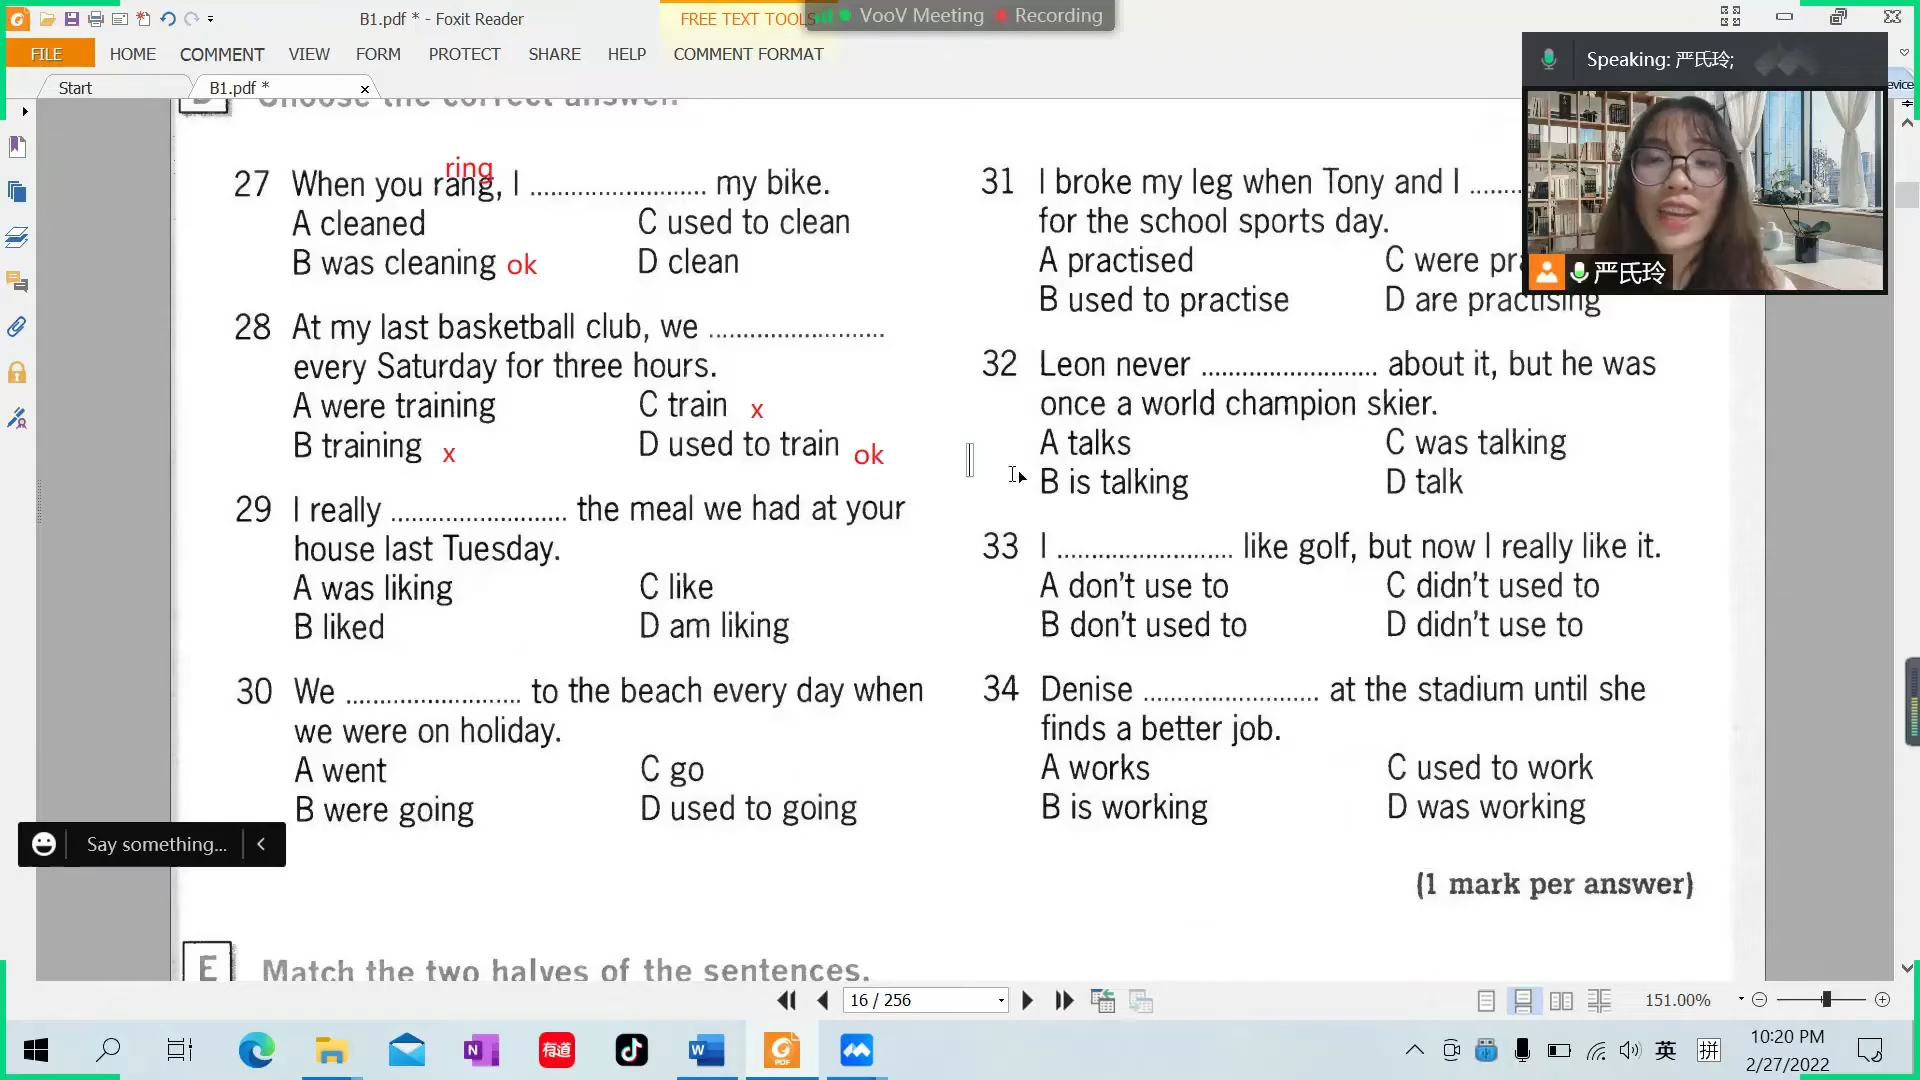 B1.pdf * - Foxit Reader
FREE TEXT TOOLS
VooV Meeting
Recording
FILE
HOME
COMMENT
VIEW
FORM
PROTECT
SHARE
HELP
COMMENT FORMAT
Speaking: 严氏玲;
Start
B1.pdf *
Choose the correct answer.
ring
27 When you rang, I ........................ my bike.
A cleaned
C used to clean
B was cleaning ok
D clean
28 At my last basketball club, we ........................
every Saturday for three hours.
A were training
C train x
B training x
D used to train ok
29 I really ........................ the meal we had at your
house last Tuesday.
A was liking
C like
B liked
D am liking
30 We ........................ to the beach every day when
we were on holiday.
A went
C go
B were going
D used to going
31 I broke my leg when Tony and I ........
for the school sports day.
A practised
C were pra
B used to practise
D are practising
严氏玲
32 Leon never ........................ about it, but he was
once a world champion skier.
A talks
C was talking
B is talking
D talk
33 I ........................ like golf, but now I really like it.
A don't use to
C didn't used to
B don't used to
D didn't use to
34 Denise ........................ at the stadium until she
finds a better job.
A works
C used to work
B is working
D was working
(1 mark per answer)
Say something...
E Match the two halves of the sentences.
16 / 256
151.00%
有道
W
PDF
英
拼
10:20 PM
2/27/2022